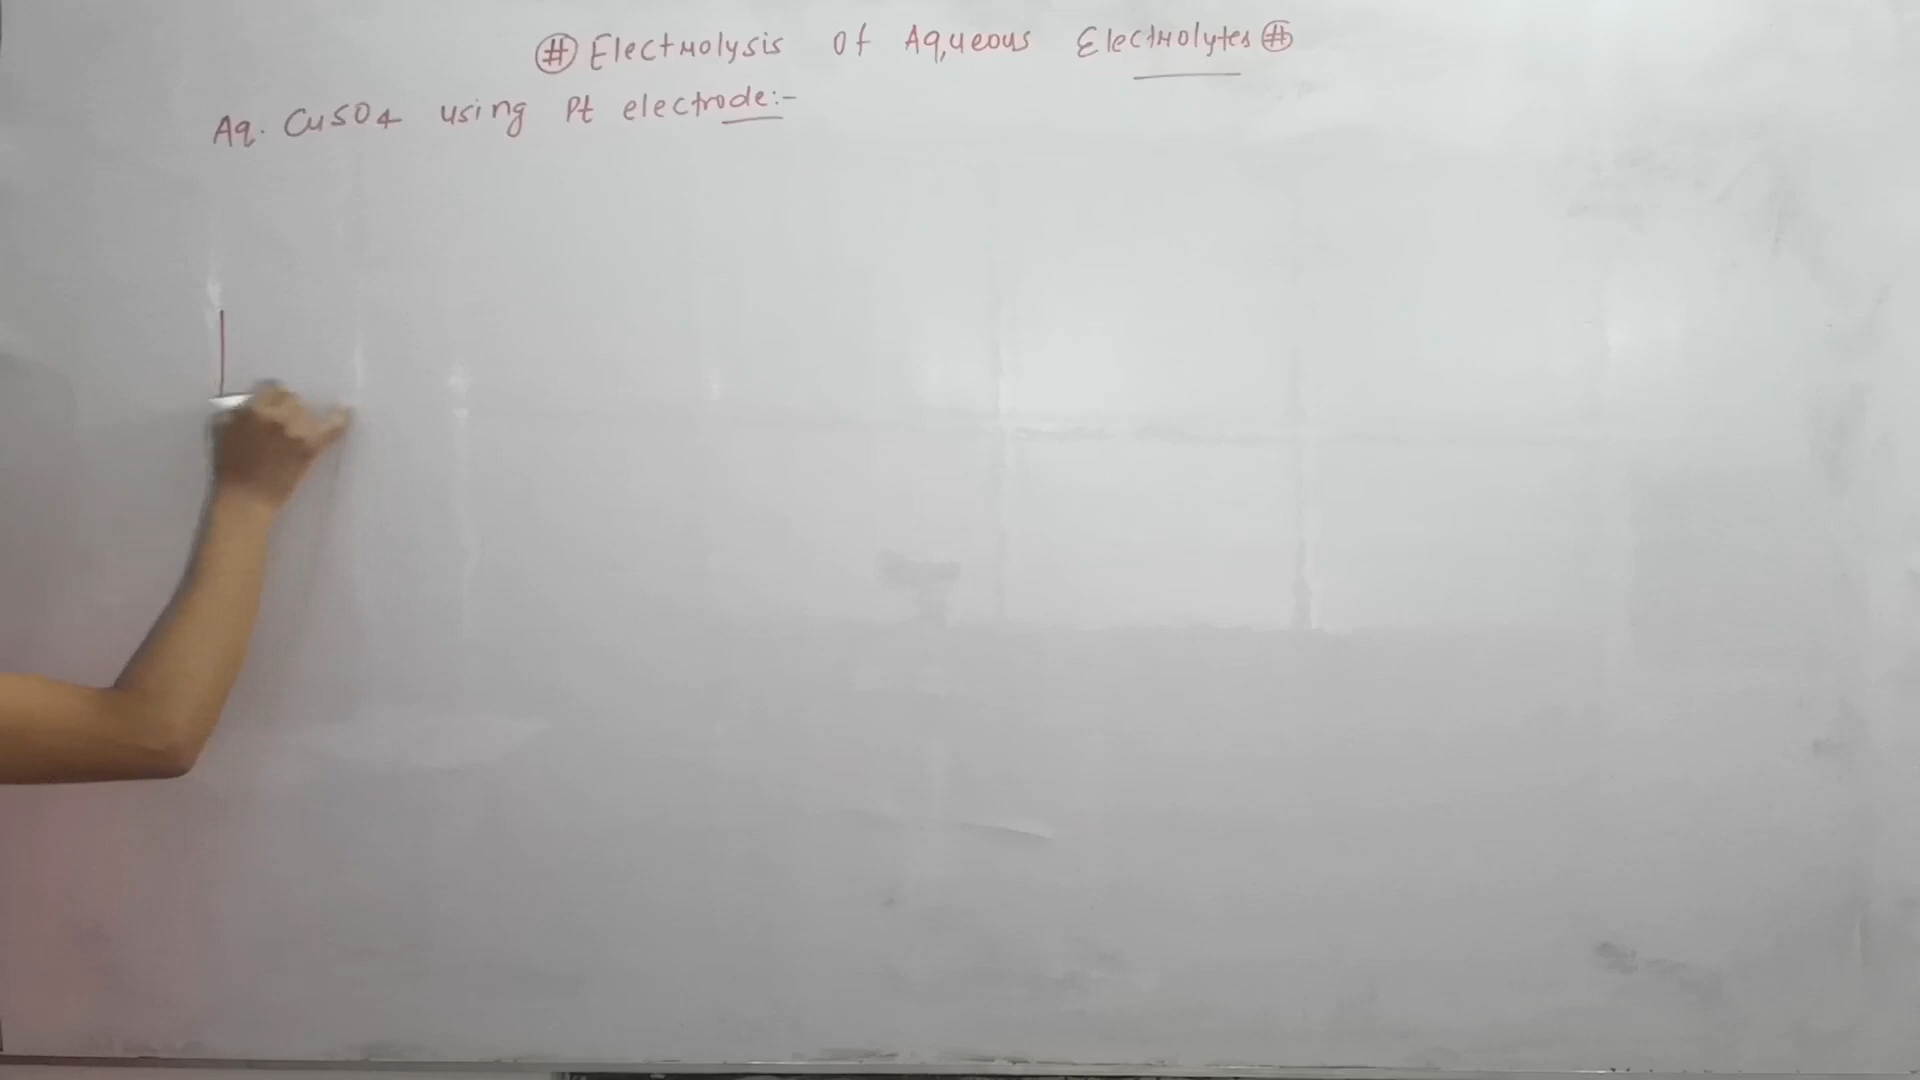 # Electrolysis of Aqueous Electrolytes #
Aq. CuSO4 using Pt electrode:-